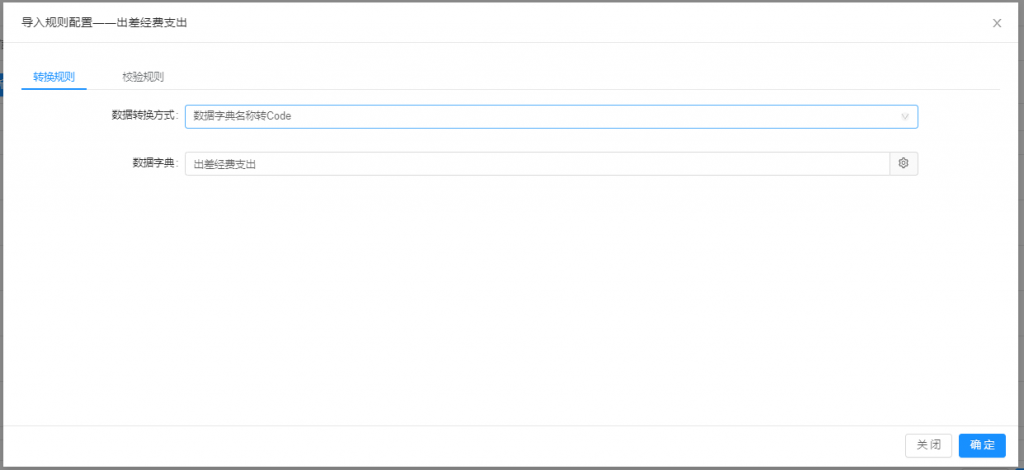 导入规则配置——出差经费支出
转换规则 校验规则
数据转换方式: 数据字典名称转Code
数据字典: 出差经费支出
关闭 确定